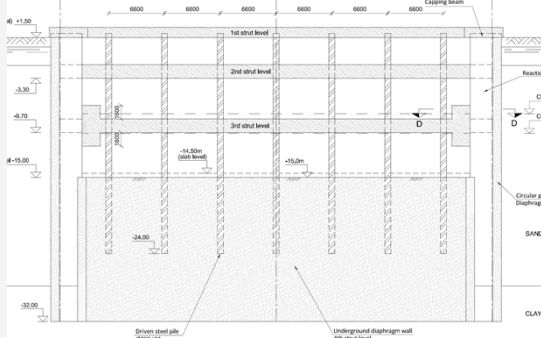 Capping beam
6600 6600 6600 6600 6600 6600
+1,50
1st strut level
2nd strut level
Reactio
-3,30
1600
-9,70
D D
3rd strut level
1600
-14,50m
(slab level)
-15,0m
-15,00
Circular p
Diaphrag
-24,00
SAND
-32,00
CLAY
Driven steel pile
Underground diaphragm wall